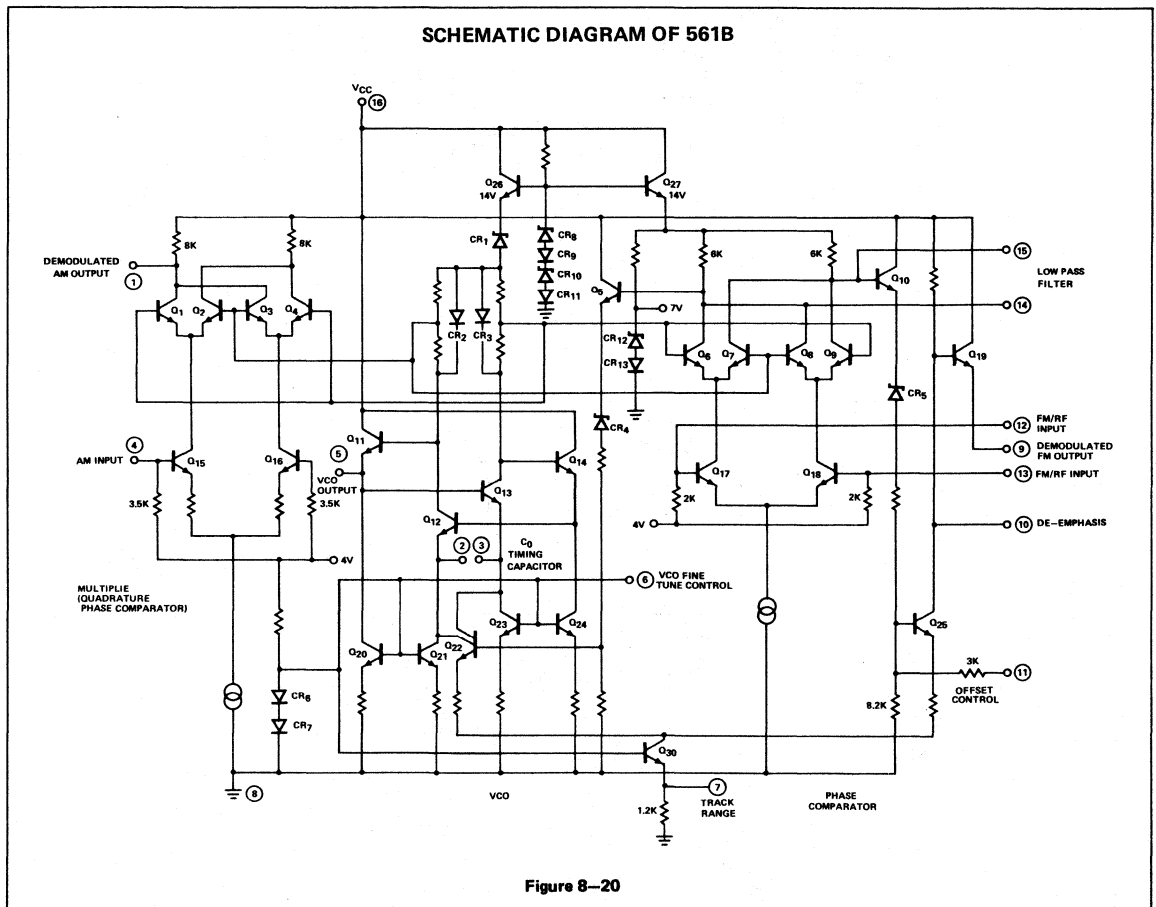 SCHEMATIC DIAGRAM OF 561B
VCC
16
Q26
14V
Q27
14V
CR1
CR8
CR9
CR10
CR11
8K
8K
6K
6K
DEMODULATED
AM OUTPUT
1
Q1
Q2
Q3
Q4
CR2
CR3
Q5
7V
CR12
CR13
Q6
Q7
Q8
Q9
Q10
15
LOW PASS
FILTER
14
Q19
CR5
CR4
AM INPUT
4
Q15
Q16
3.5K
3.5K
4V
Q11
5
VCO
OUTPUT
Q14
Q13
Q12
2
3
C0
TIMING
CAPACITOR
Q17
Q18
2K
2K
4V
12
FM/RF
INPUT
9
DEMODULATED
FM OUTPUT
13
FM/RF INPUT
10
DE-EMPHASIS
MULTIPLIE
(QUADRATURE
PHASE COMPARATOR)
6
VCO FINE
TUNE CONTROL
Q20
Q21
Q22
Q23
Q24
Q25
3K
11
OFFSET
CONTROL
8.2K
CR6
CR7
Q30
8
VCO
7
TRACK
RANGE
1.2K
PHASE
COMPARATOR
Figure 8-20